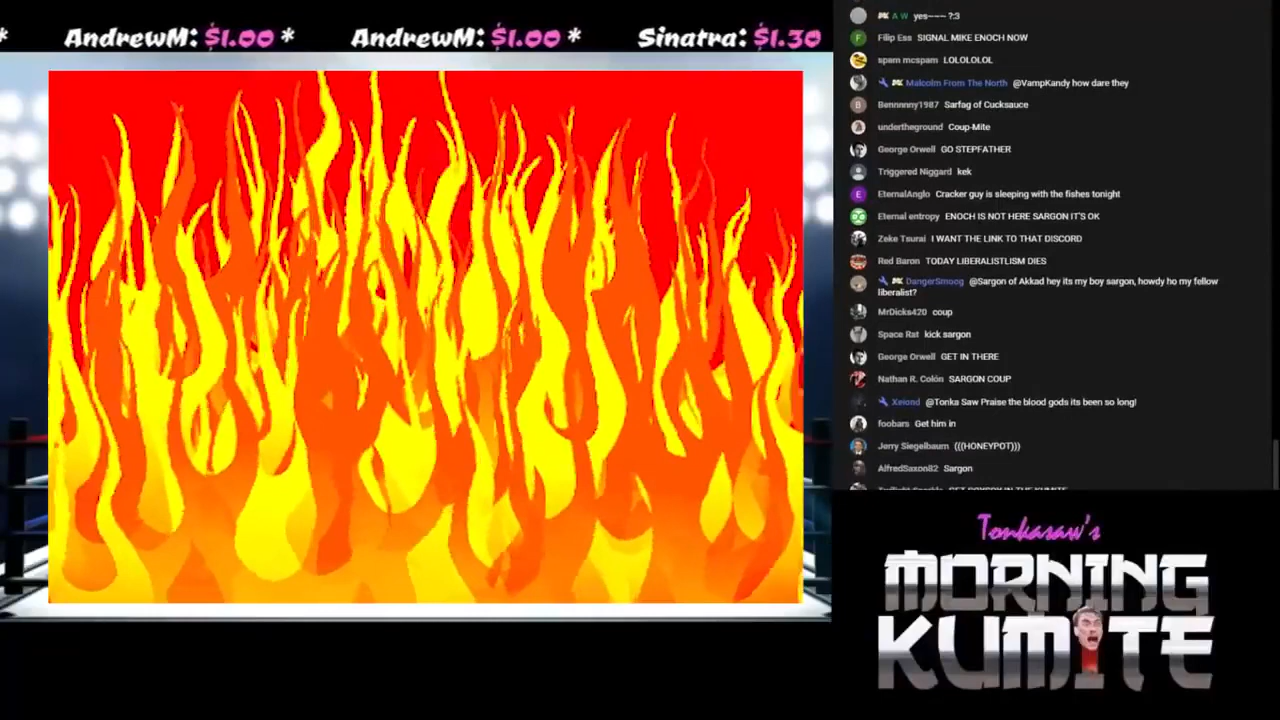 * AndrewM: $1.00 * AndrewM: $1.00 * Sinatra: $1.30
A W yes~~~ ?:3
Filip Ess SIGNAL MIKE ENOCH NOW
spam mcspam LOLOLOLOL
Malcolm From The North @VampKandy how dare they
Bennnnny1987 Sarfag of Cucksauce
undertheground Coup-Mite
George Orwell GO STEPFATHER
Triggered Niggard kek
EternalAnglo Cracker guy is sleeping with the fishes tonight
Eternal entropy ENOCH IS NOT HERE SARGON IT'S OK
Zeke Tsurai I WANT THE LINK TO THAT DISCORD
Red Baron TODAY LIBERALISTLISM DIES
DangerSmoog @Sargon of Akkad hey its my boy sargon, howdy ho my fellow
liberalist?
MrDicks420 coup
Space Rat kick sargon
George Orwell GET IN THERE
Nathan R. Colón SARGON COUP
Xeiond @Tonka Saw Praise the blood gods its been so long!
foobars Get him in
Jerry Siegelbaum (((HONEYPOT)))
AlfredSaxon82 Sargon
Tonkasaw's
MORNING
KUMITE